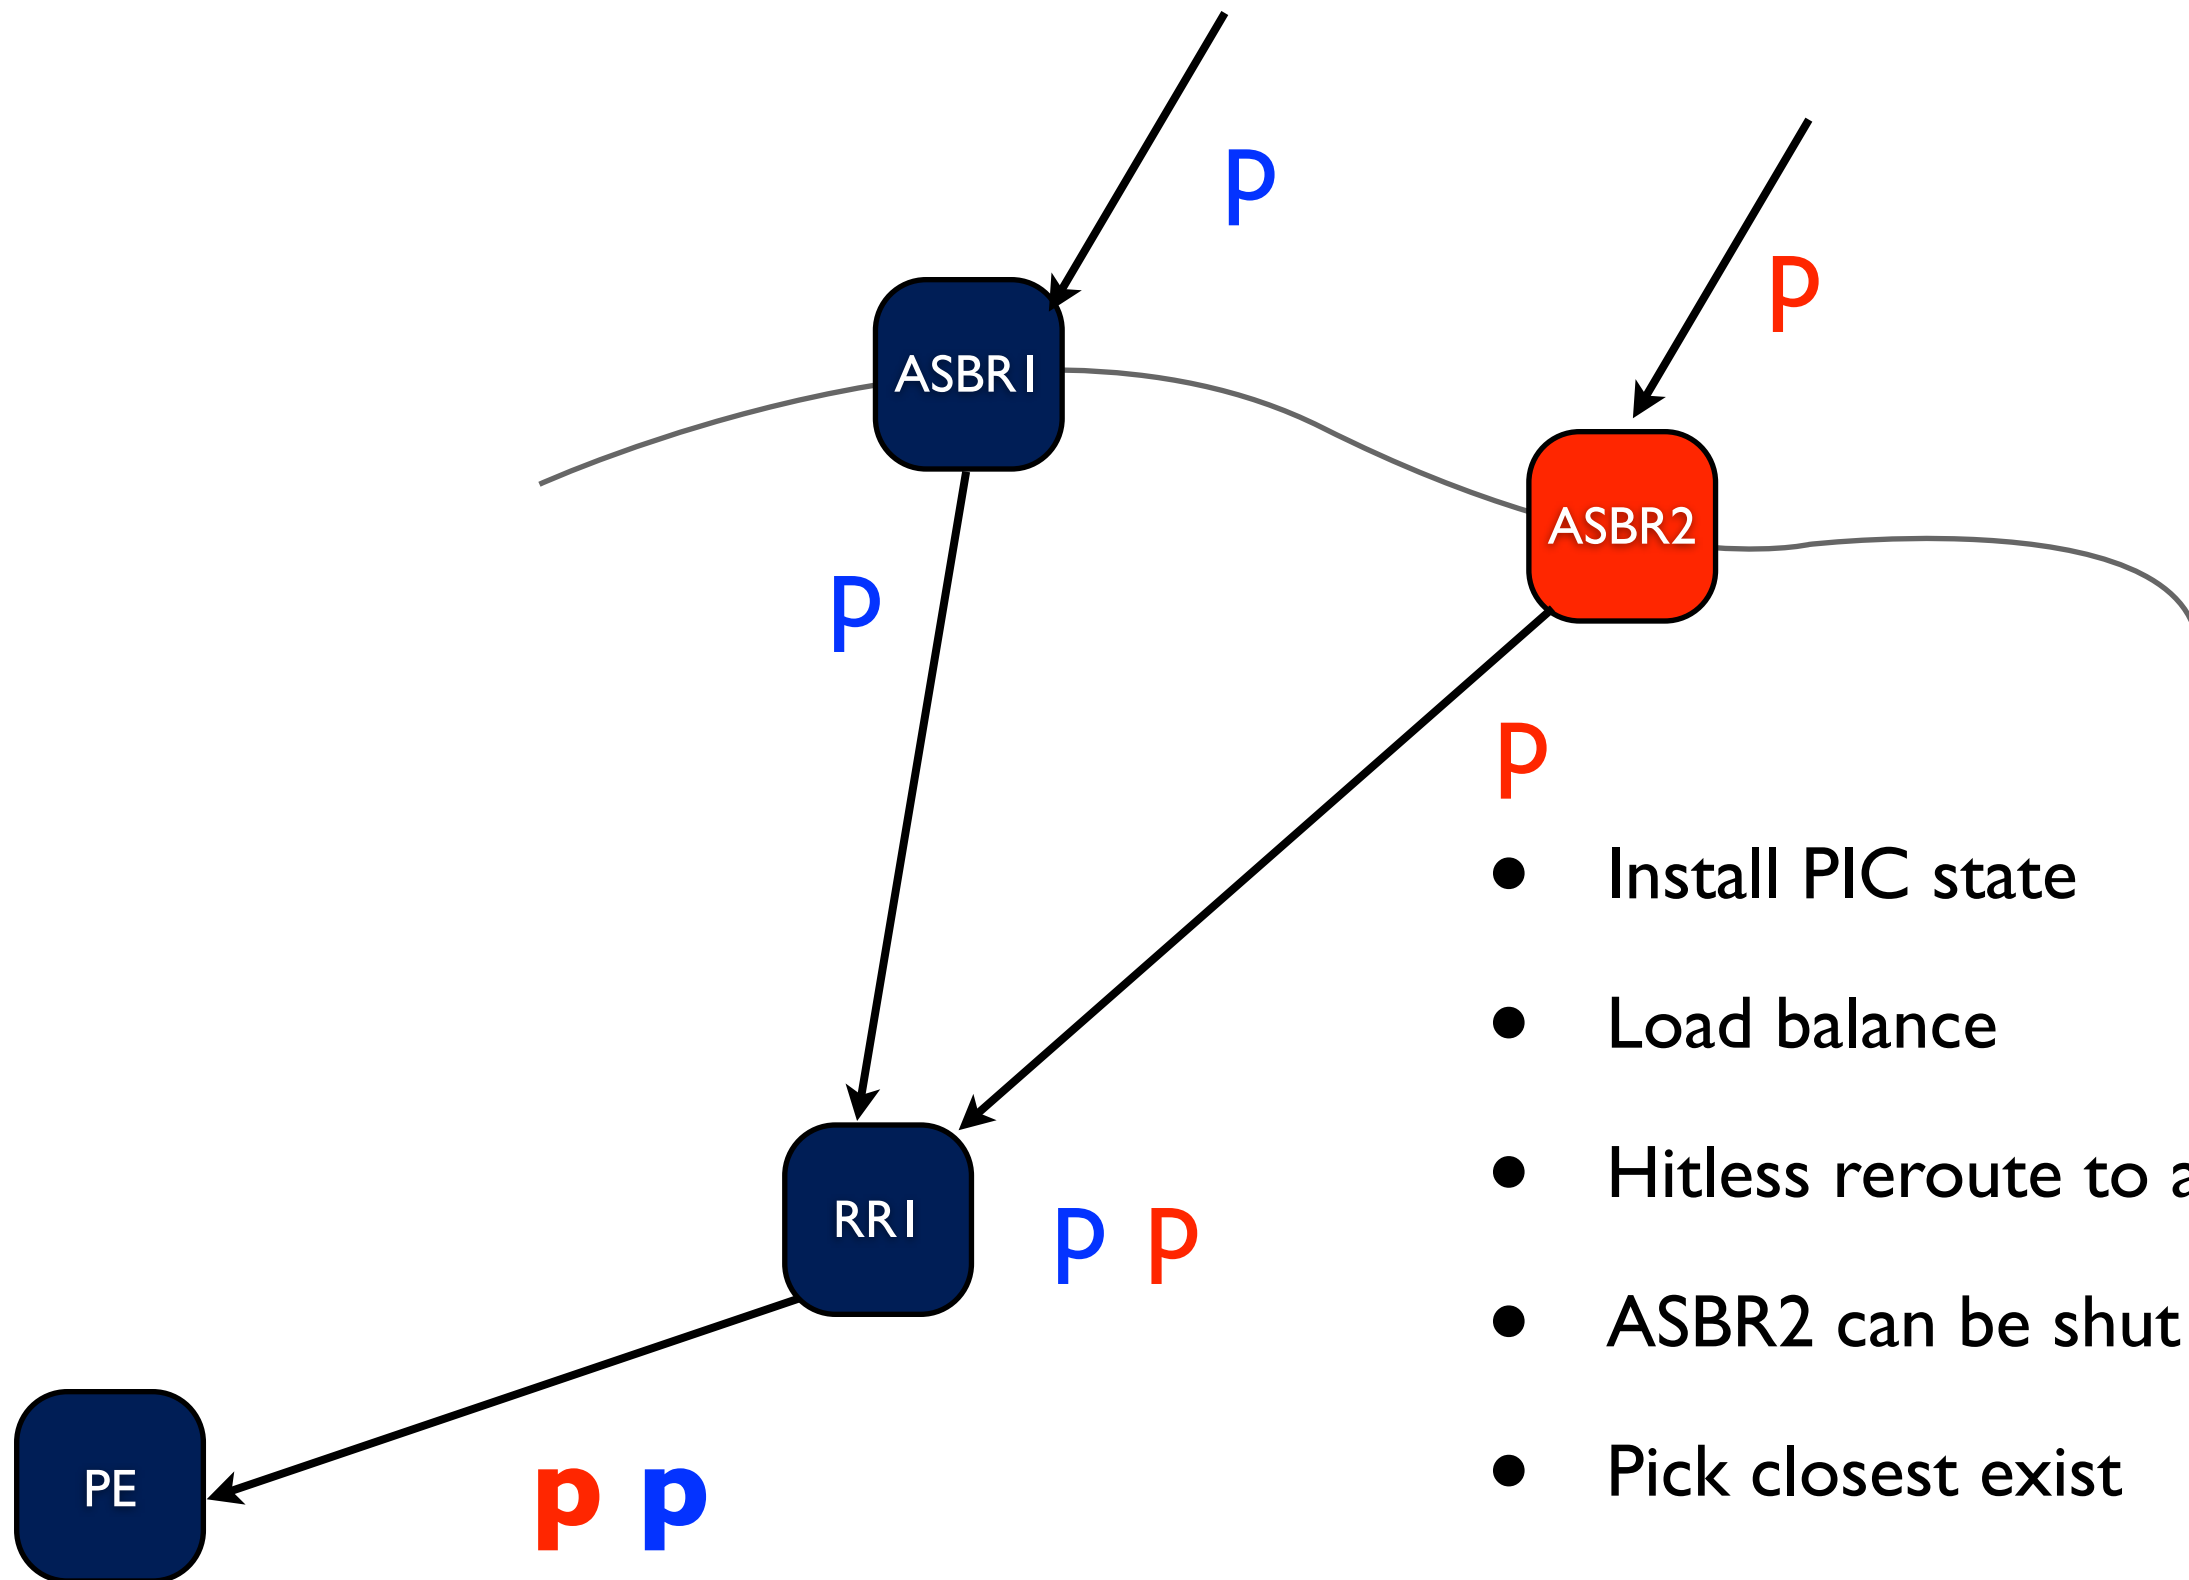 p
p
ASBR1
ASBR2
p
p
Install PIC state
Load balance
Hitless reroute to a
ASBR2 can be shut
Pick closest exist
RR1
p p
PE
p p